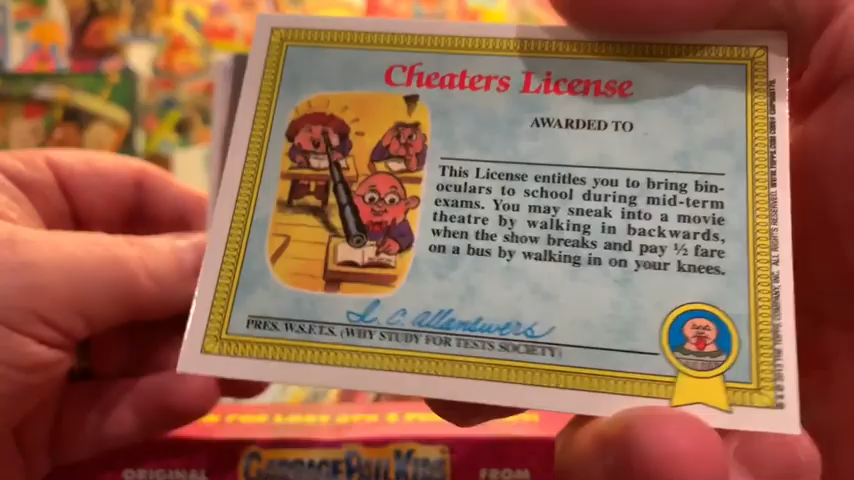 Cheaters License
AWARDED TO
This License entitles you to bring bin-
oculars to school during mid-term
exams. You may sneak into a movie
theatre by walking in backwards,
when the show breaks and pay ½ fare
on a bus by walking in on your knees.
I. C. Allanswers
PRES. W.S.F.T.S. (WHY STUDY FOR TESTS SOCIETY)
ORIGINAL
GARBAGE PAIL KIDS
FROM